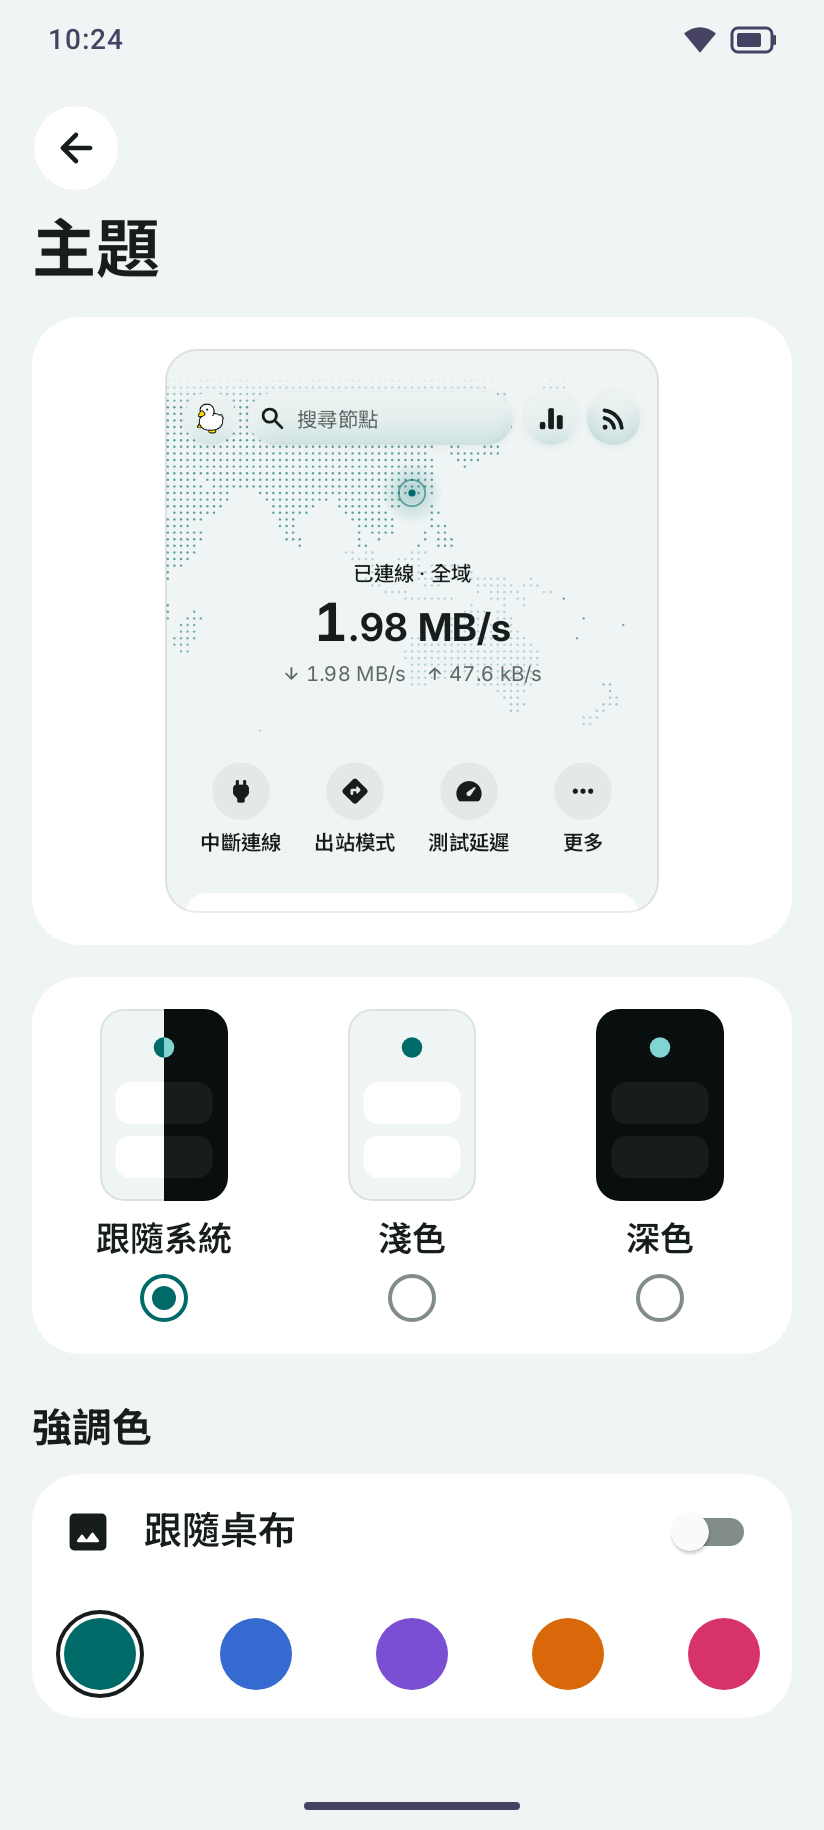 10:24
主題
搜尋節點
已連線 · 全域
1.98 MB/s
↓ 1.98 MB/s ↑ 47.6 kB/s
中斷連線 出站模式 測試延遲 更多
跟隨系統 淺色 深色
強調色
跟隨桌布